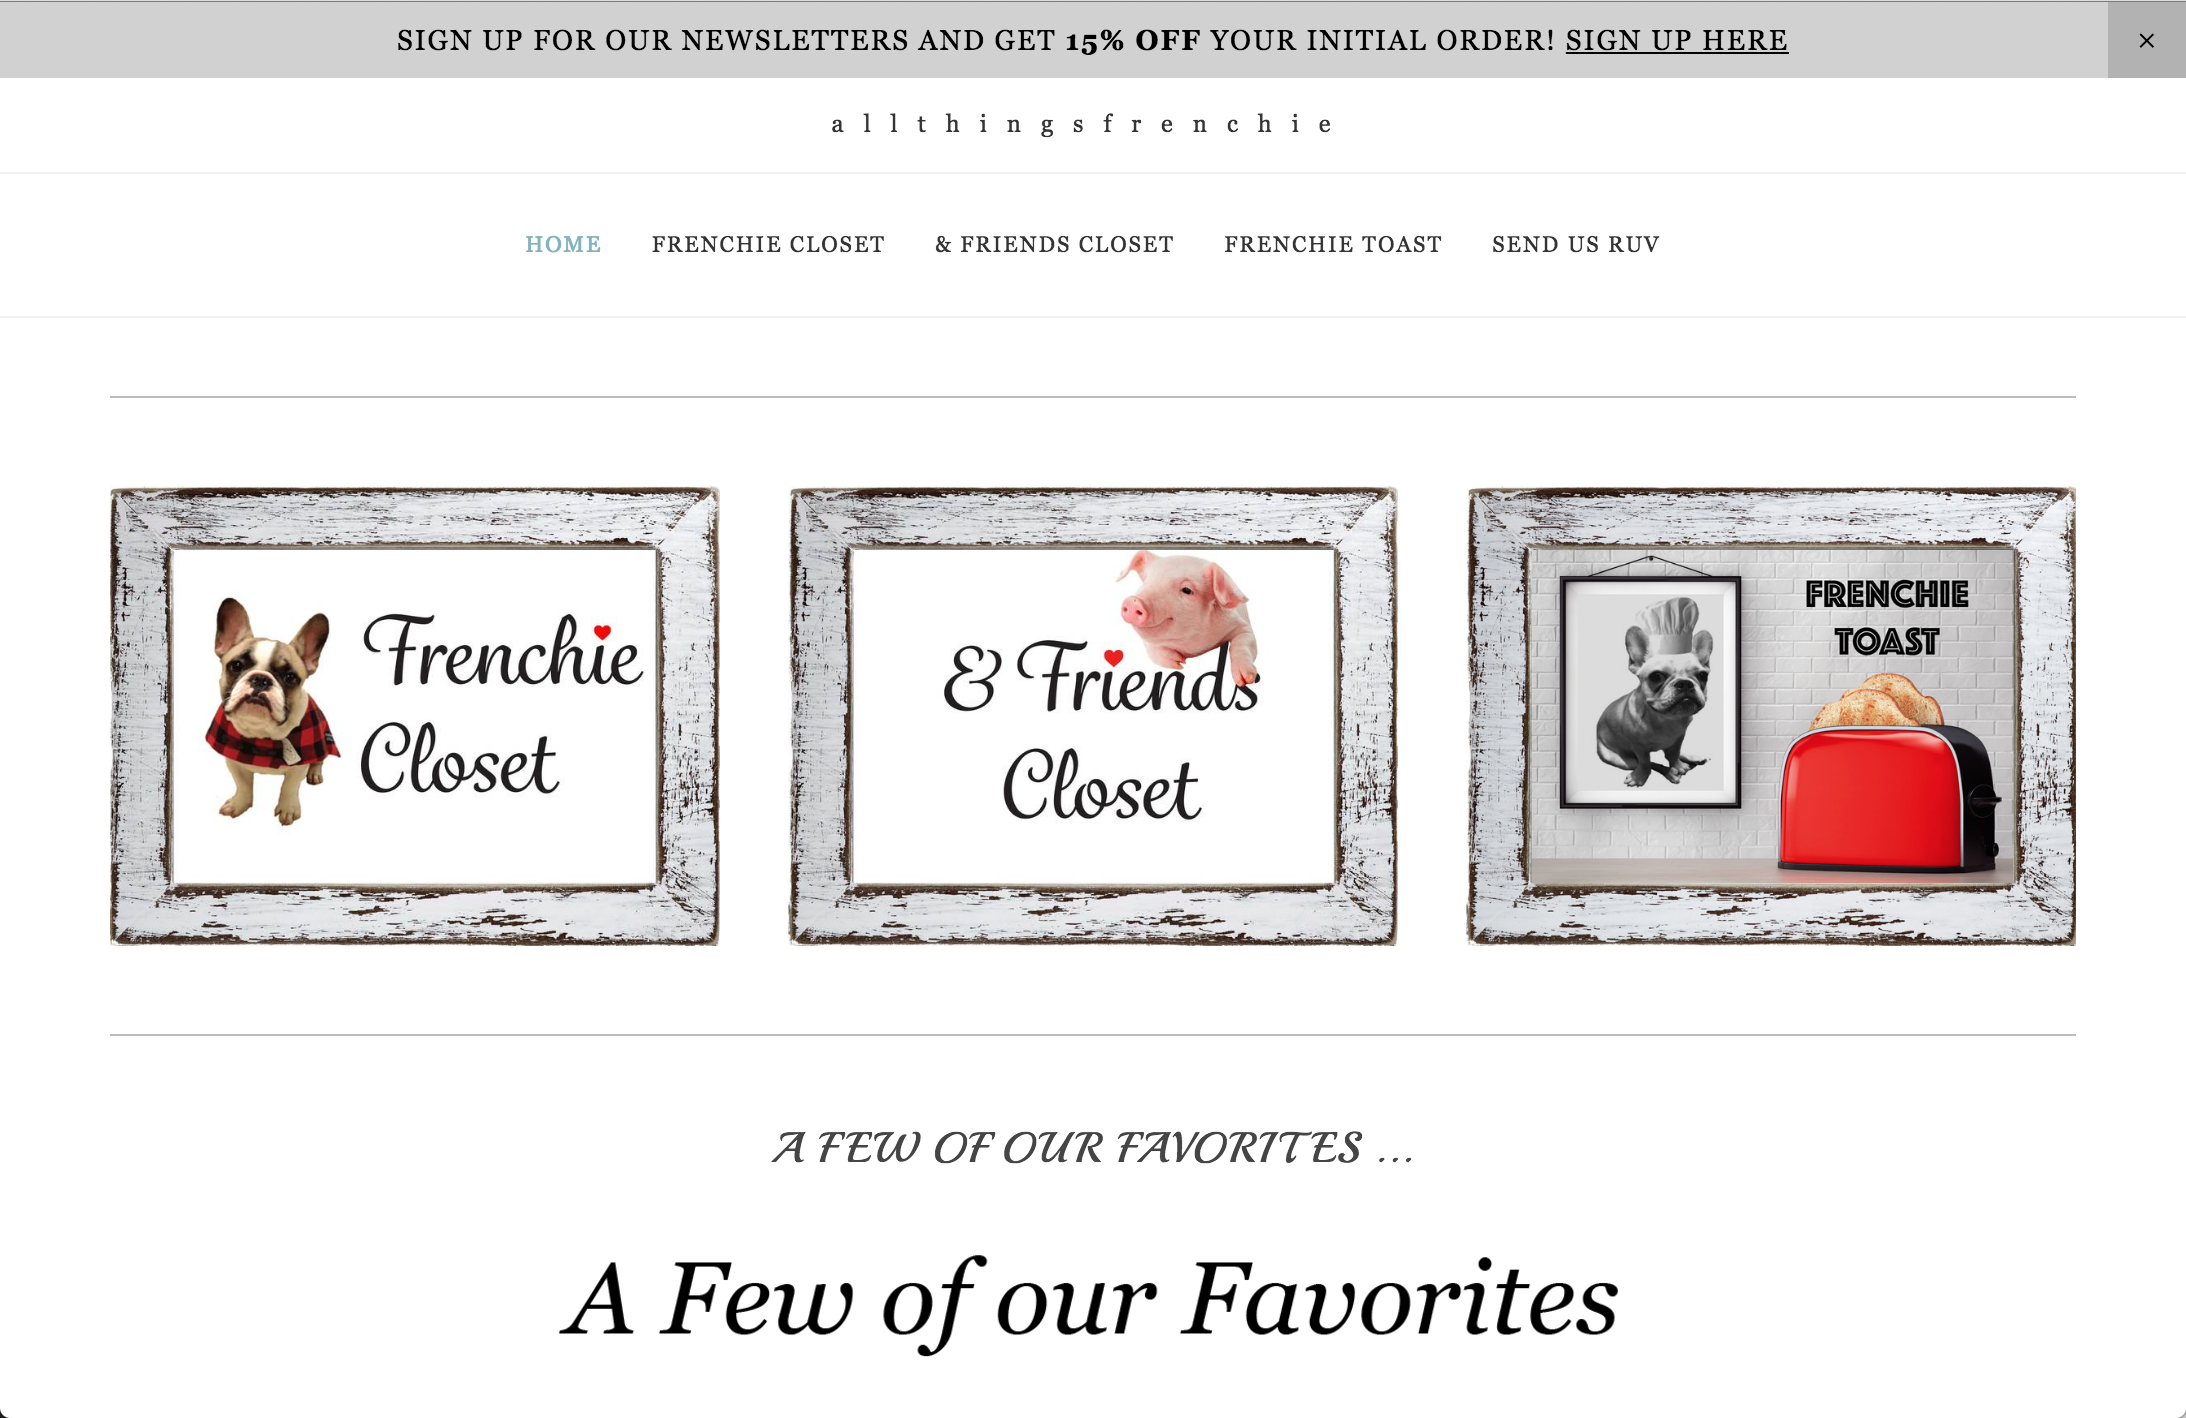 SIGN UP FOR OUR NEWSLETTERS AND GET 15% OFF YOUR INITIAL ORDER! SIGN UP HERE
allthingsfrenchie
HOME FRENCHIE CLOSET & FRIENDS CLOSET FRENCHIE TOAST SEND US RUV
Frenchie
Closet
& Friends
Closet
FRENCHIE
TOAST
A FEW OF OUR FAVORITES ...
A Few of our Favorites